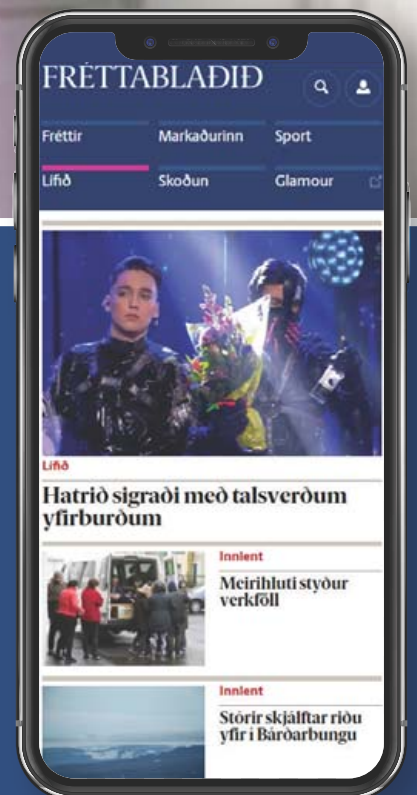 FRÉTTABLAÐIÐ
Fréttir Markaðurinn Sport
Lífið Skoðun Glamour
Lífið
Hatrið sigraði með talsverðum
yfirburðum
Innlent
Meirihluti styður
verkföll
Innlent
Stórir skjálftar riðu
yfir í Bárðarbungu